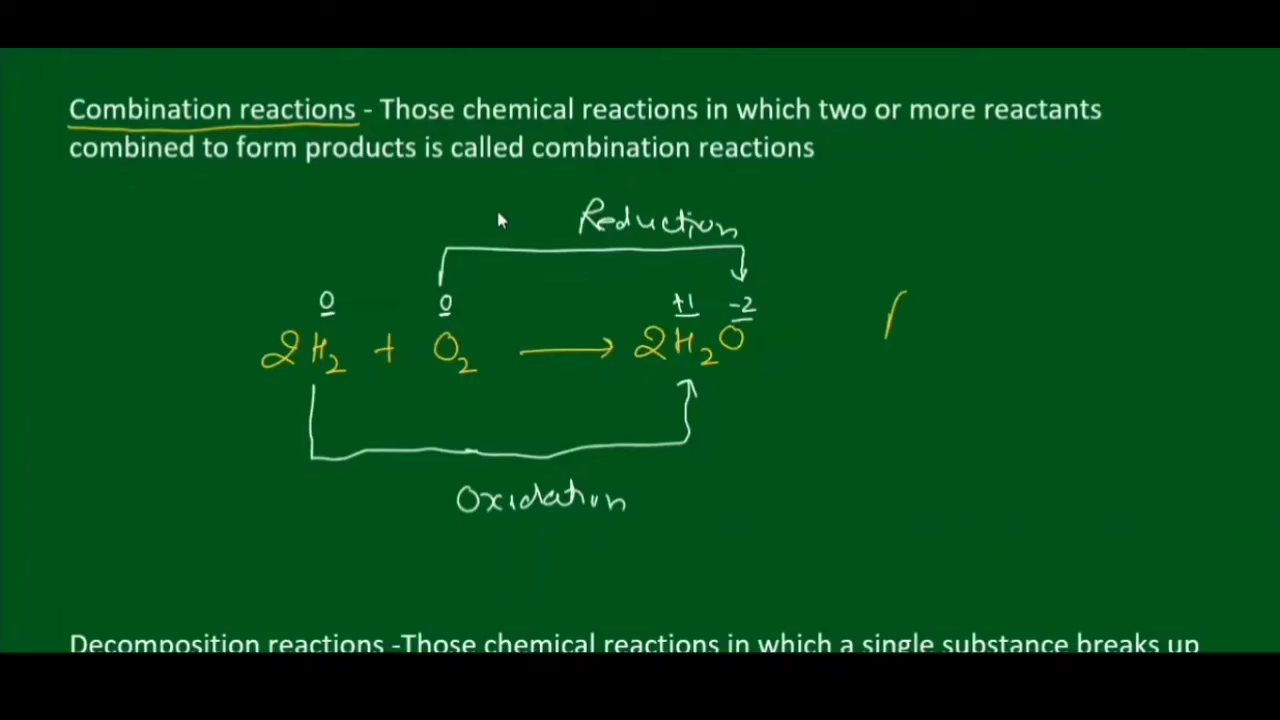 Combination reactions - Those chemical reactions in which two or more reactants
combined to form products is called combination reactions
Reduction
0 0 +1 -2
2H₂ + O₂ ⟶ 2H₂O
Oxidation
Decomposition reactions -Those chemical reactions in which a single substance breaks up